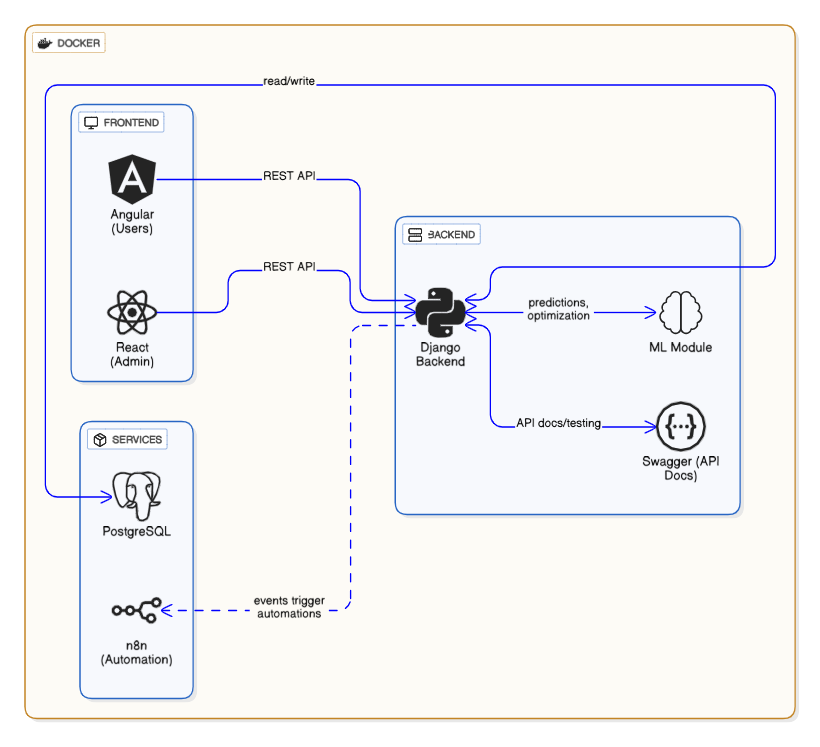 DOCKER
read/write
FRONTEND
Angular
(Users)
REST API
REST API
React
(Admin)
BACKEND
Django
Backend
predictions,
optimization
ML Module
API docs/testing
Swagger (API
Docs)
SERVICES
PostgreSQL
events trigger
automations
n8n
(Automation)